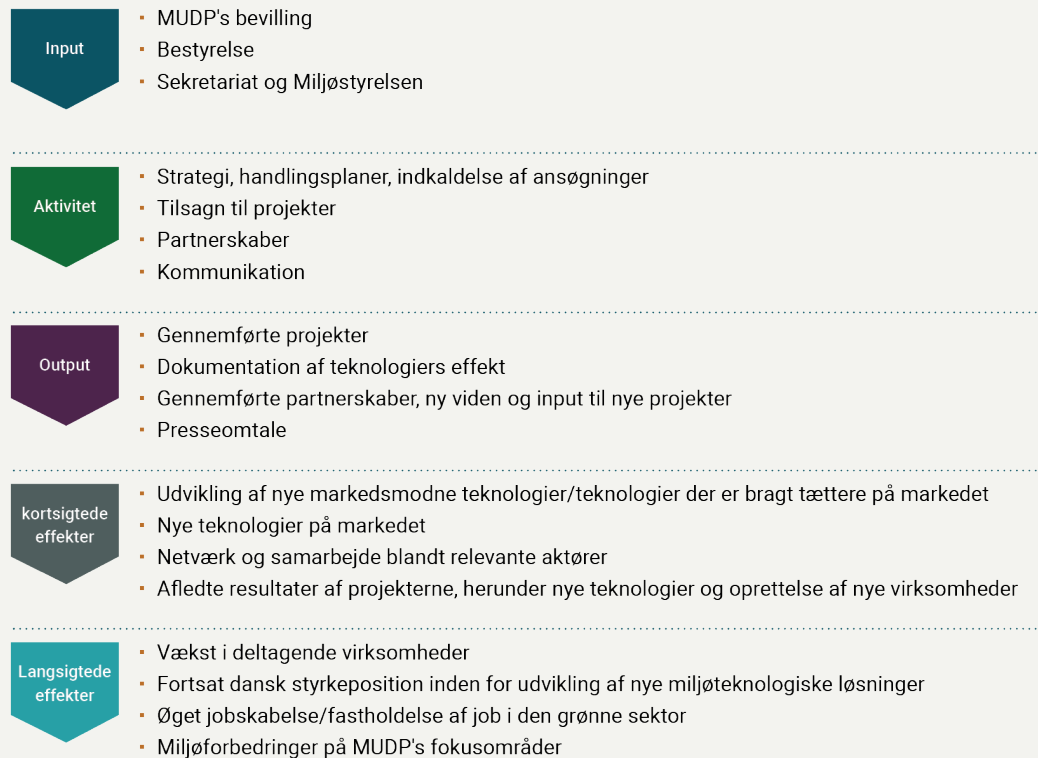 Input
MUDP's bevilling
Bestyrelse
Sekretariat og Miljøstyrelsen
Aktivitet
Strategi, handlingsplaner, indkaldelse af ansøgninger
Tilsagn til projekter
Partnerskaber
Kommunikation
Output
Gennemførte projekter
Dokumentation af teknologiers effekt
Gennemførte partnerskaber, ny viden og input til nye projekter
Presseomtale
kortsigtede
effekter
Udvikling af nye markedsmodne teknologier/teknologier der er bragt tættere på markedet
Nye teknologier på markedet
Netværk og samarbejde blandt relevante aktører
Afledte resultater af projekterne, herunder nye teknologier og oprettelse af nye virksomheder
Langsigtede
effekter
Vækst i deltagende virksomheder
Fortsat dansk styrkeposition inden for udvikling af nye miljøteknologiske løsninger
Øget jobskabelse/fastholdelse af job i den grønne sektor
Miljøforbedringer på MUDP's fokusområder